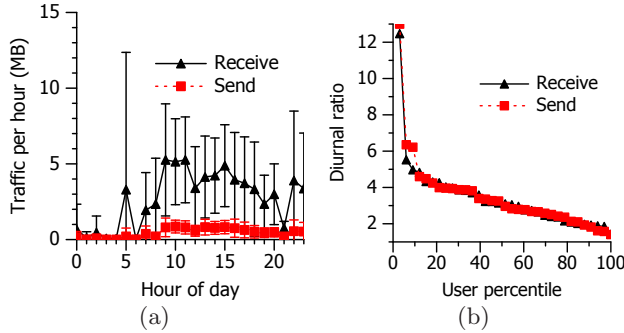 15
10
5
0
0
5
10
15
20
Traffic per hour (MB)
Hour of day
Receive
Send
(a)
12
10
8
6
4
2
0
20
40
60
80
100
Diurnal ratio
User percentile
Receive
Send
(b)